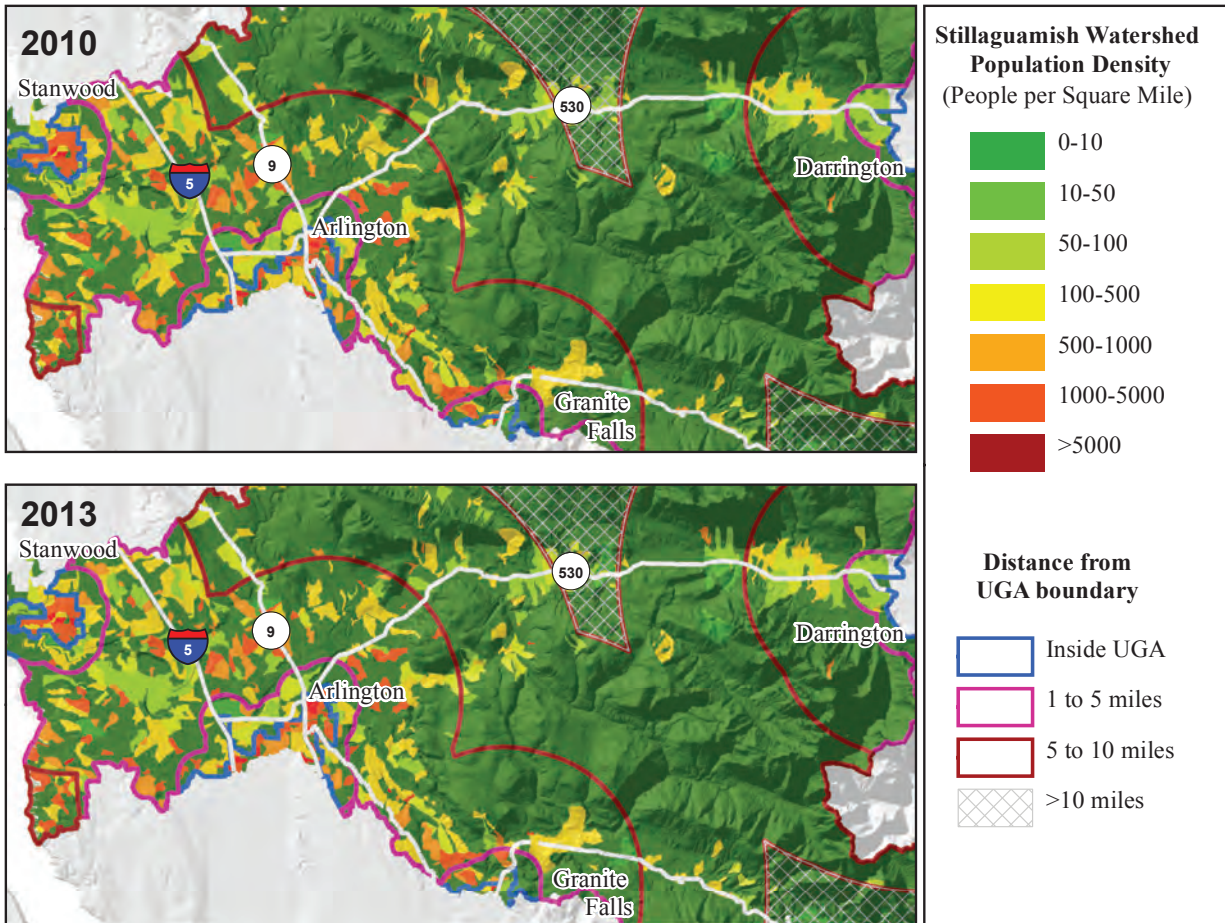 2010
Stanwood
5
9
530
Arlington
Darrington
Granite
Falls
2013
Stanwood
5
9
530
Arlington
Darrington
Granite
Falls
Stillaguamish Watershed
Population Density
(People per Square Mile)
0-10
10-50
50-100
100-500
500-1000
1000-5000
>5000
Distance from
UGA boundary
Inside UGA
1 to 5 miles
5 to 10 miles
>10 miles